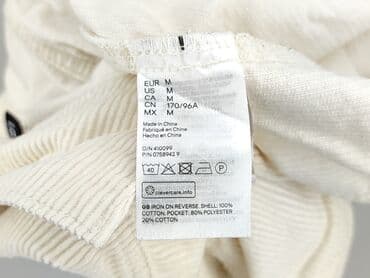 EUR M
US M
CA M
CN 170/96A
MX M
Made in China
Fabriqué en Chine
Hecho en China
O/N 410099
P/N 0758942 9
40 P
clevercare.info
GB IRON ON REVERSE. SHELL: 100%
COTTON. POCKET: 80% POLYESTER
20% COTTON